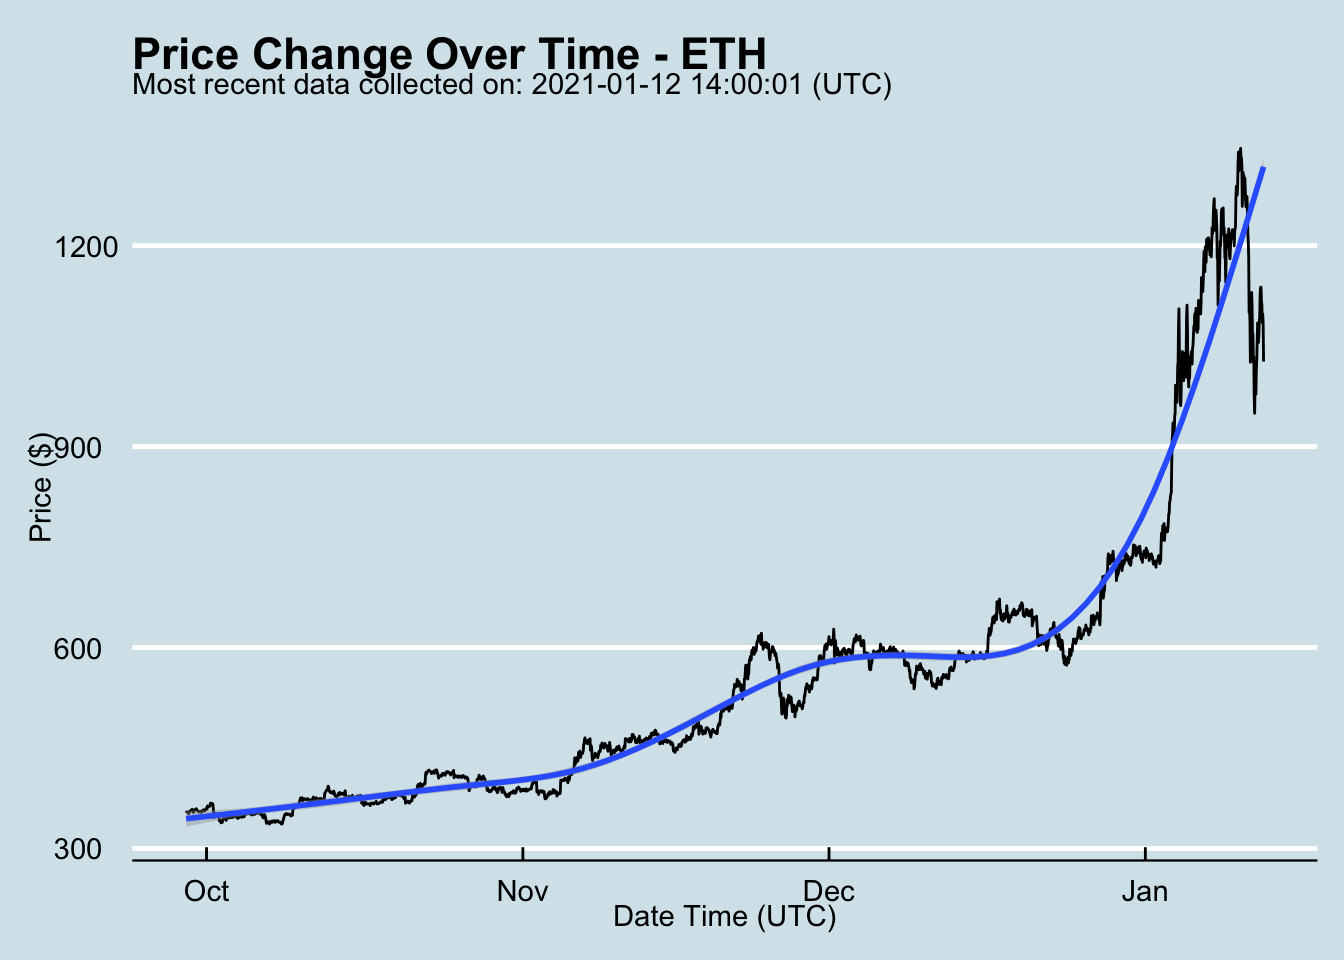 Price Change Over Time - ETH
Most recent data collected on: 2021-01-12 14:00:01 (UTC)
1200
900
600
300
Price ($)
Oct
Nov
Dec
Jan
Date Time (UTC)